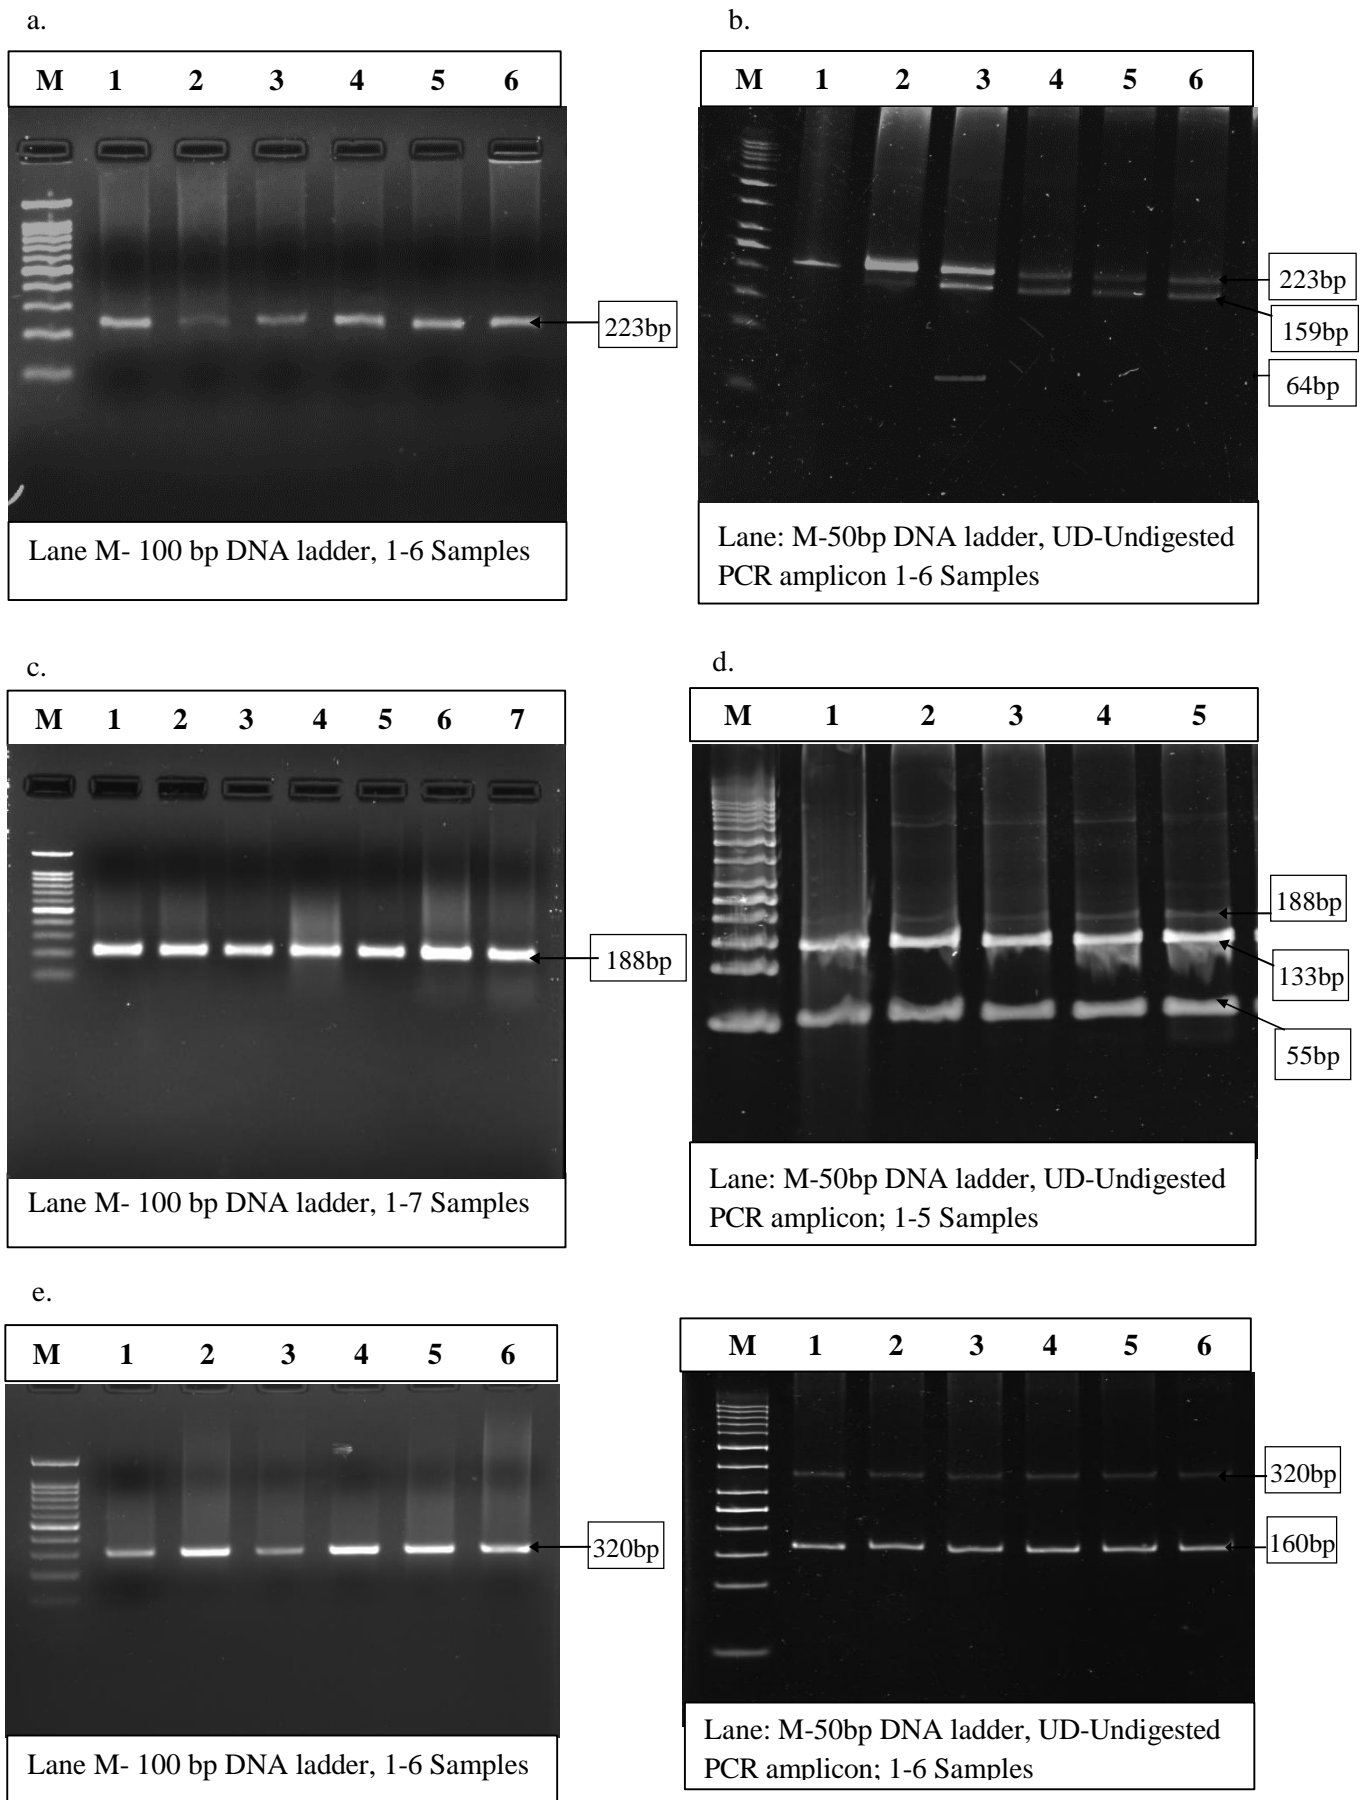 a.
M 1 2 3 4 5 6
223bp
Lane M- 100 bp DNA ladder, 1-6 Samples
b.
M 1 2 3 4 5 6
223bp
159bp
64bp
Lane: M-50bp DNA ladder, UD-Undigested
PCR amplicon 1-6 Samples
c.
M 1 2 3 4 5 6 7
188bp
Lane M- 100 bp DNA ladder, 1-7 Samples
d.
M 1 2 3 4 5
188bp
133bp
55bp
Lane: M-50bp DNA ladder, UD-Undigested
PCR amplicon; 1-5 Samples
e.
M 1 2 3 4 5 6
320bp
Lane M- 100 bp DNA ladder, 1-6 Samples
M 1 2 3 4 5 6
320bp
160bp
Lane: M-50bp DNA ladder, UD-Undigested
PCR amplicon; 1-6 Samples